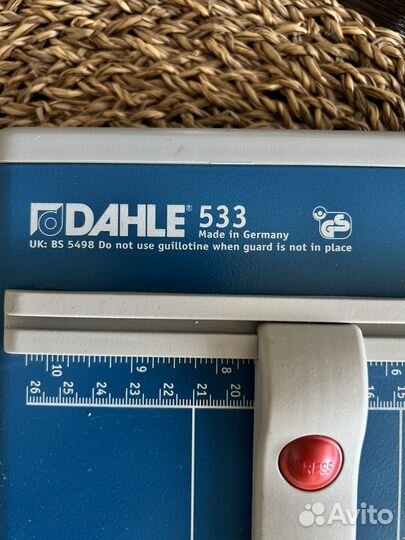 DAHLE® 533
Made in Germany
GS
UK: BS 5498 Do not use guillotine when guard is not in place
10 9 8 6
26 25 24 23 22 21 20 16 15
PRESS
Avito